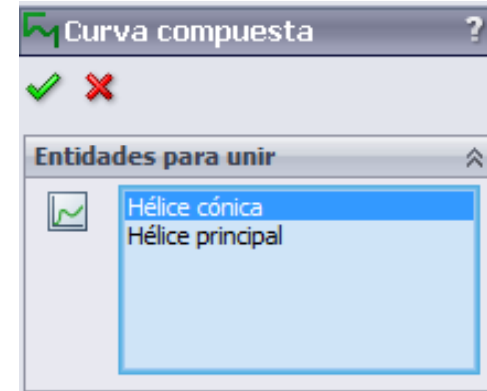 Curva compuesta ?
Entidades para unir
Hélice cónica
Hélice principal